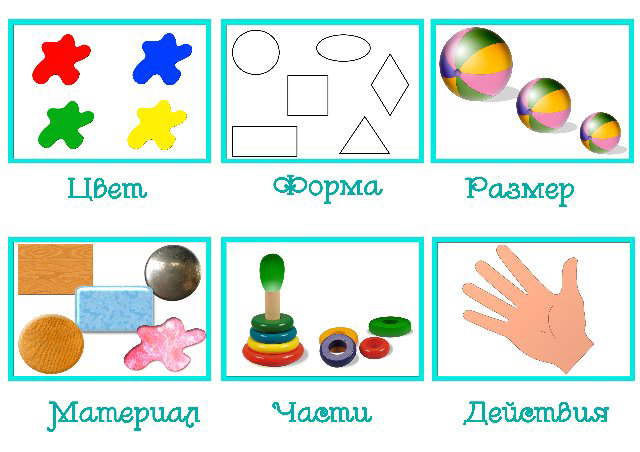 Цвет
Форма
Размер
Материал
Части
Действия